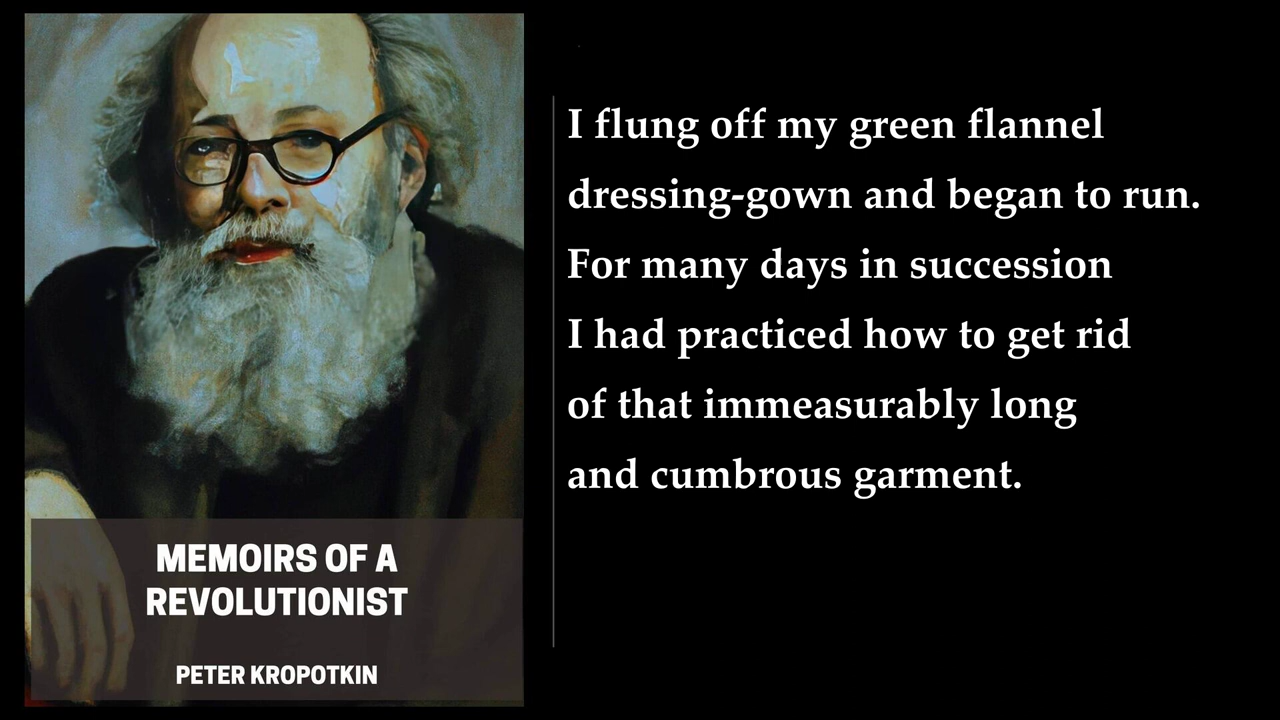 I flung off my green flannel
dressing-gown and began to run.
For many days in succession
I had practiced how to get rid
of that immeasurably long
and cumbrous garment.
MEMOIRS OF A
REVOLUTIONIST
PETER KROPOTKIN